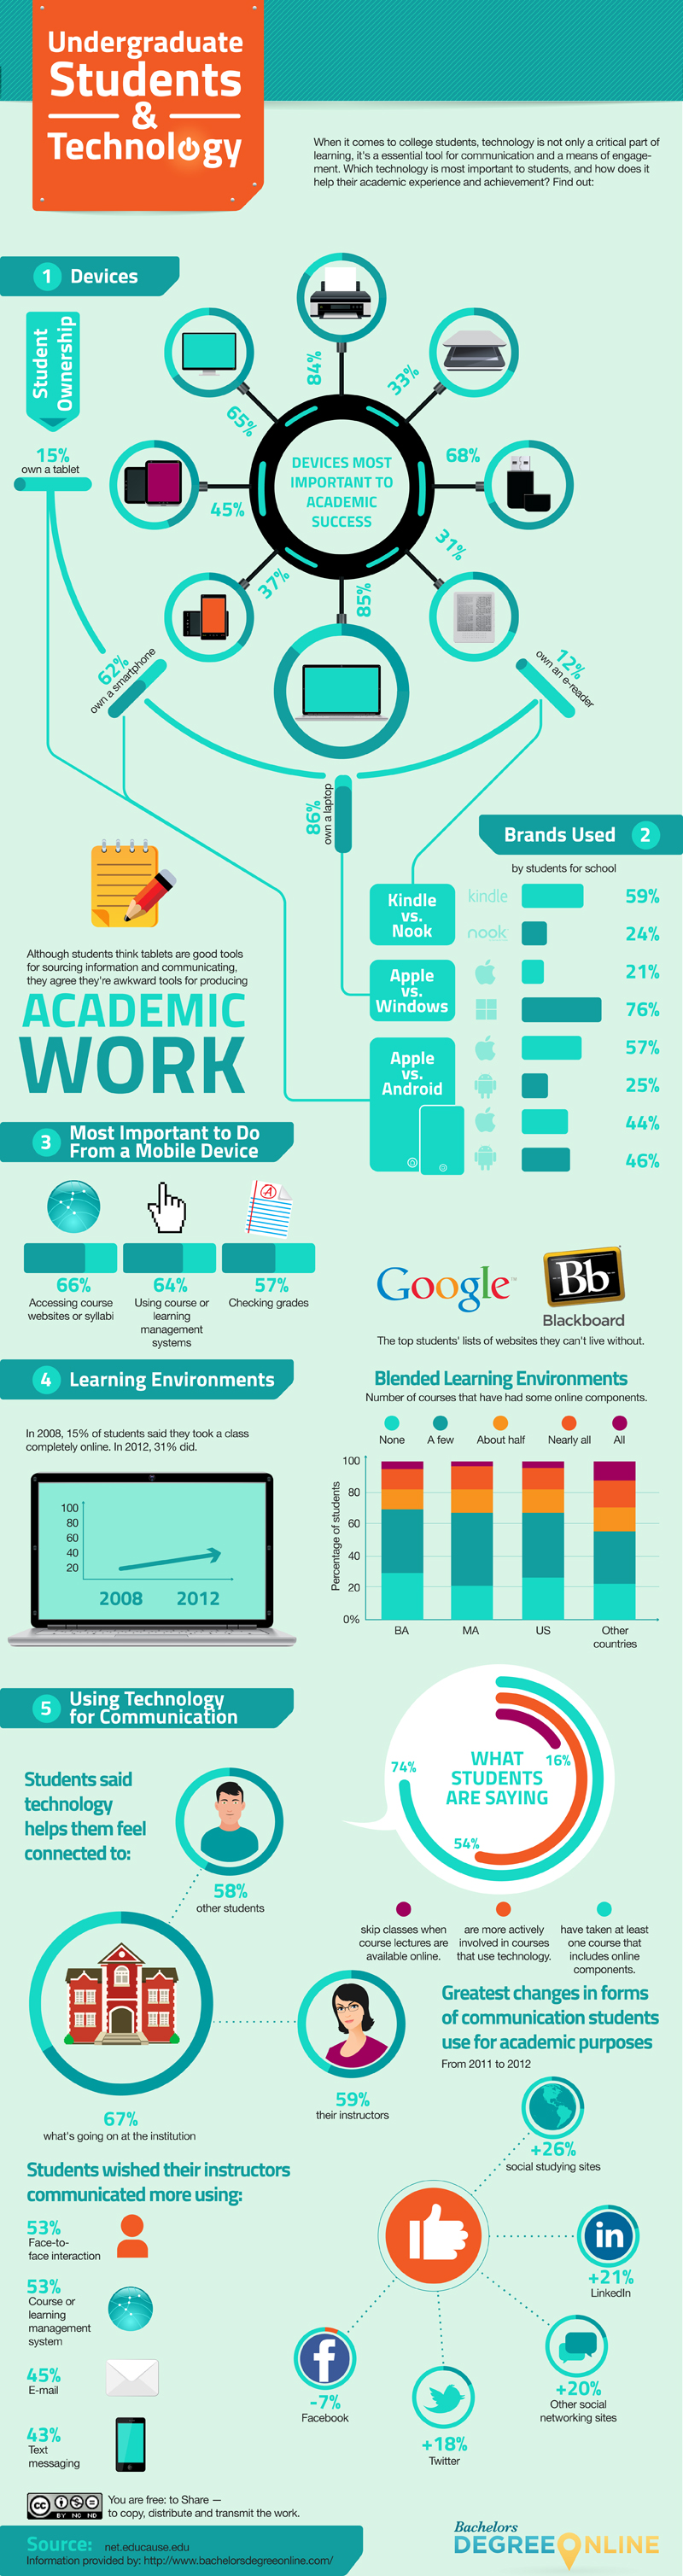 Undergraduate
Students
&
Technology
When it comes to college students, technology is not only a critical part of
learning, it's a essential tool for communication and a means of engage-
ment. Which technology is most important to students, and how does it
help their academic experience and achievement? Find out:
1 Devices
Student
Ownership
84%
33%
65%
68%
45%
31%
37%
85%
DEVICES MOST
IMPORTANT TO
ACADEMIC
SUCCESS
15%
own a tablet
62%
own a smartphone
12%
own an e-reader
86%
own a laptop
Brands Used 2
by students for school
Kindle
vs.
Nook
kindle
59%
nook
24%
Apple
vs.
Windows
21%
76%
Apple
vs.
Android
57%
25%
44%
46%
Although students think tablets are good tools
for sourcing information and communicating,
they agree they're awkward tools for producing
ACADEMIC
WORK
3 Most Important to Do
From a Mobile Device
A
66%
Accessing course
websites or syllabi
64%
Using course or
learning
management
systems
57%
Checking grades
Google™
Bb
Blackboard
The top students' lists of websites they can't live without.
4 Learning Environments
In 2008, 15% of students said they took a class
completely online. In 2012, 31% did.
100
80
60
40
20
2008 2012
Blended Learning Environments
Number of courses that have had some online components.
None A few About half Nearly all All
Percentage of students
100
80
60
40
20
0%
BA MA US Other
countries
5 Using Technology
for Communication
Students said
technology
helps them feel
connected to:
58%
other students
67%
what's going on at the institution
59%
their instructors
WHAT
STUDENTS
ARE SAYING
74%
16%
54%
skip classes when
course lectures are
available online.
are more actively
involved in courses
that use technology.
have taken at least
one course that
includes online
components.
Greatest changes in forms
of communication students
use for academic purposes
From 2011 to 2012
+26%
social studying sites
in
+21%
LinkedIn
+20%
Other social
networking sites
+18%
Twitter
f
-7%
Facebook
Students wished their instructors
communicated more using:
53%
Face-to-
face interaction
53%
Course or
learning
management
system
45%
E-mail
43%
Text
messaging
cc BY NC ND
You are free: to Share —
to copy, distribute and transmit the work.
Source: net.educause.edu
Information provided by: http://www.bachelorsdegreeonline.com/
Bachelors
DEGREE ONLINE